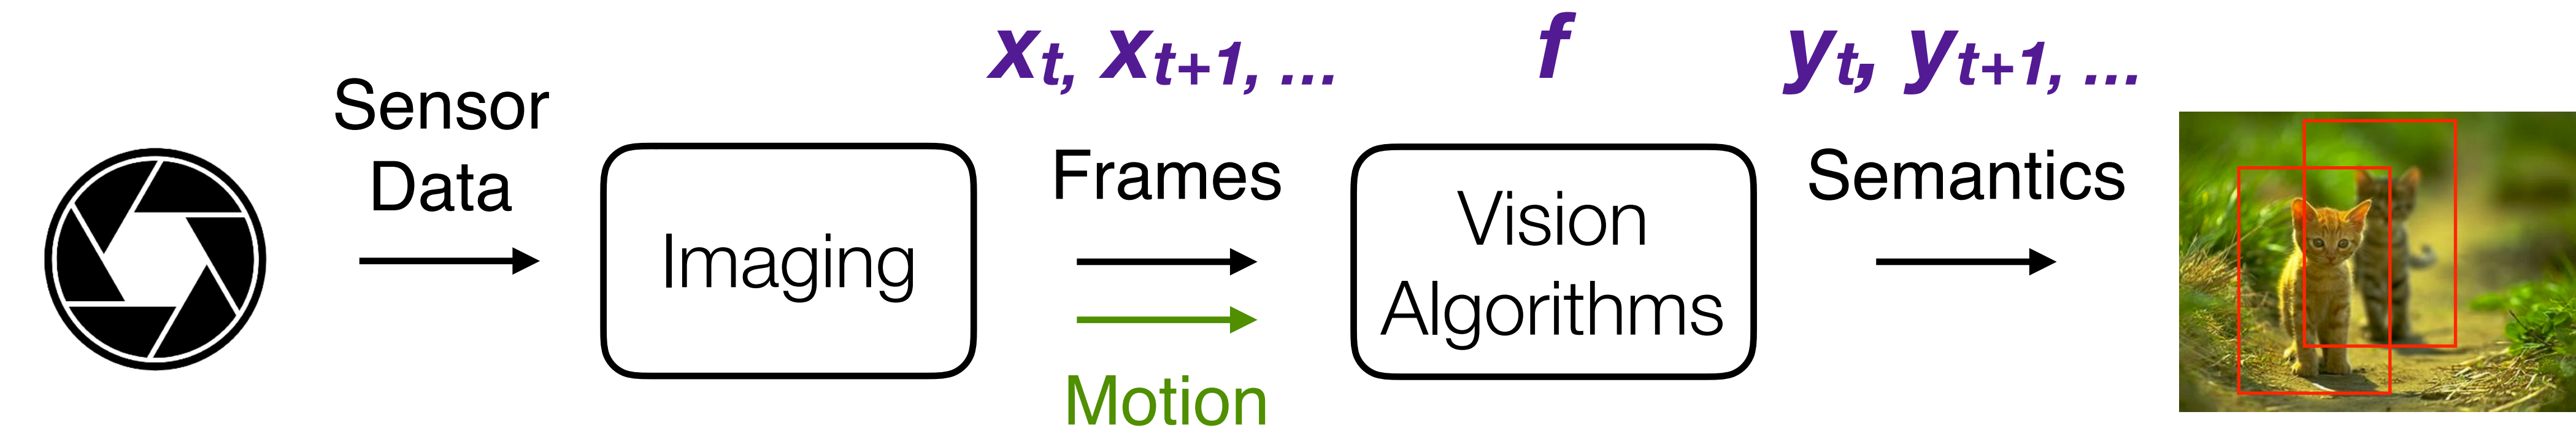 Sensor
Data
Imaging
xt, xt+1, ...
Frames
Motion
f
Vision
Algorithms
yt, yt+1, ...
Semantics